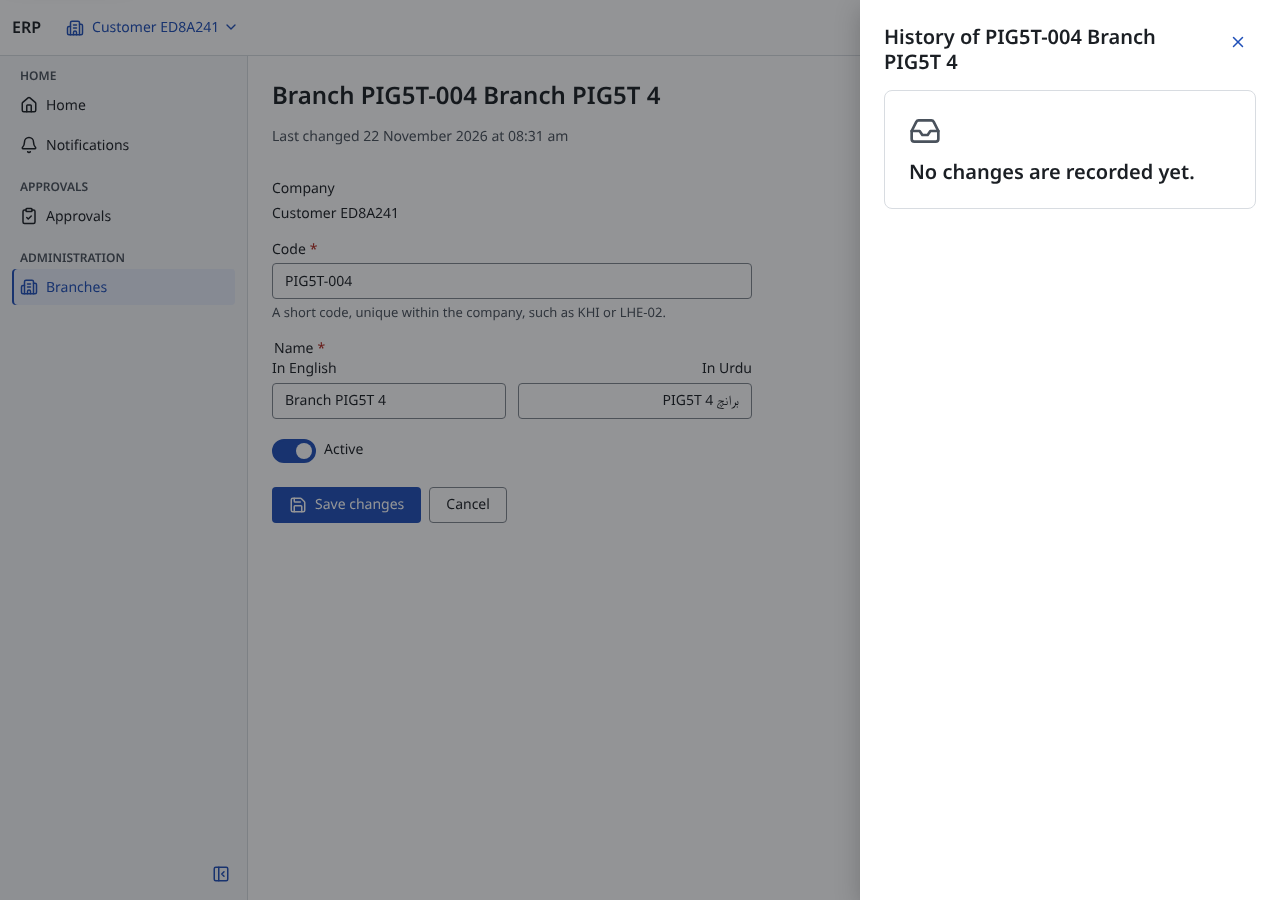 ERP
Customer ED8A241
HOME
Home
Notifications
APPROVALS
Approvals
ADMINISTRATION
Branches
Branch PIG5T-004 Branch PIG5T 4
Last changed 22 November 2026 at 08:31 am
Company
Customer ED8A241
Code *
PIG5T-004
A short code, unique within the company, such as KHI or LHE-02.
Name *
In English
In Urdu
Branch PIG5T 4
برانچ PIG5T 4
Active
Save changes
Cancel
History of PIG5T-004 Branch
PIG5T 4
No changes are recorded yet.